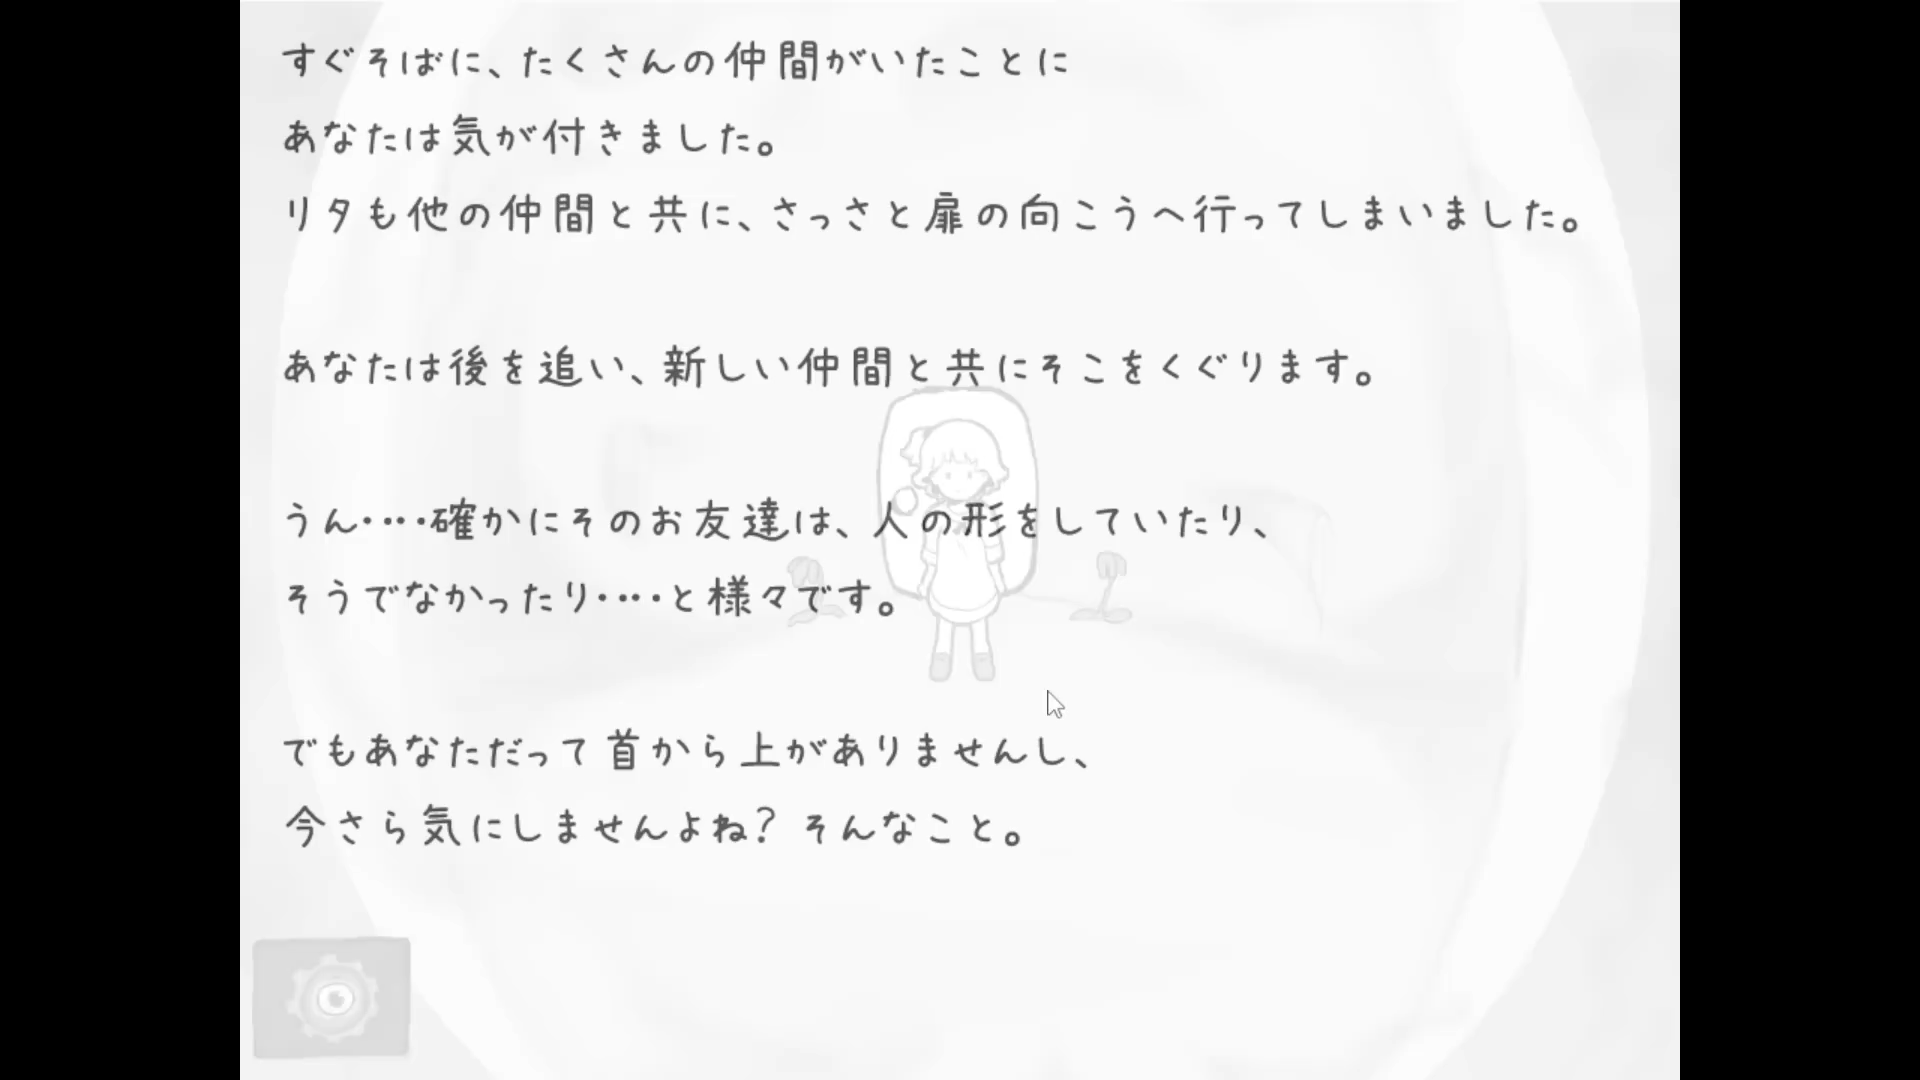 すぐそばに、たくさんの仲間がいたことに
あなたは気が付きました。
リタも他の仲間と共に、さっさと扉の向こうへ行ってしまいました。
あなたは後を追い、新しい仲間と共にそこをくぐります。
うん‥‥確かにそのお友達は、人の形をしていたり、
そうでなかったり‥‥と様々です。
でもあなただって首から上がありませんし、
今さら気にしませんよね？ そんなこと。